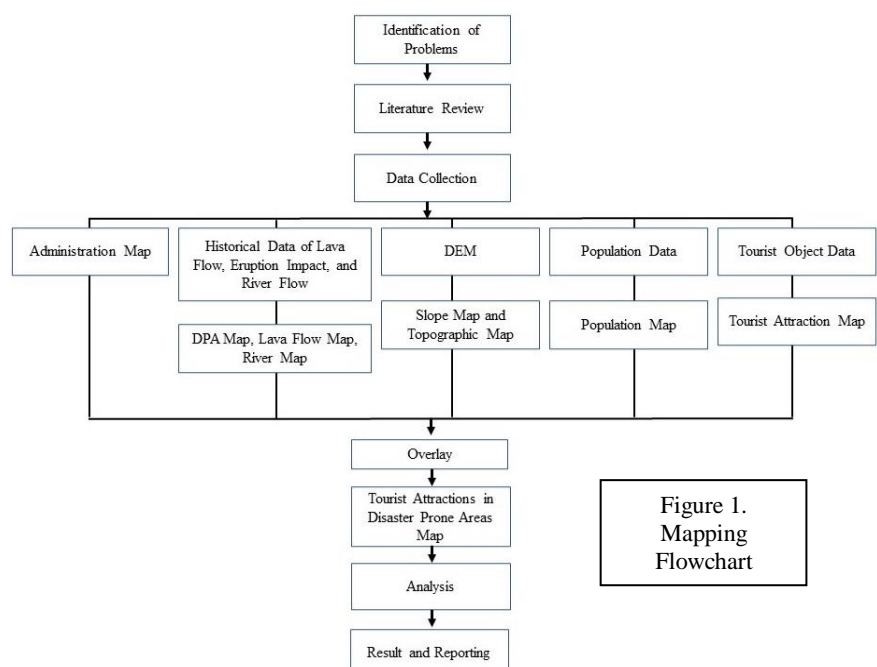 Identification of
Problems
Literature Review
Data Collection
Administration Map
Historical Data of Lava
Flow, Eruption Impact, and
River Flow
DEM
Population Data
Tourist Object Data
DPA Map, Lava Flow Map,
River Map
Slope Map and
Topographic Map
Population Map
Tourist Attraction Map
Overlay
Tourist Attractions in
Disaster Prone Areas
Map
Analysis
Result and Reporting
Figure 1.
Mapping
Flowchart